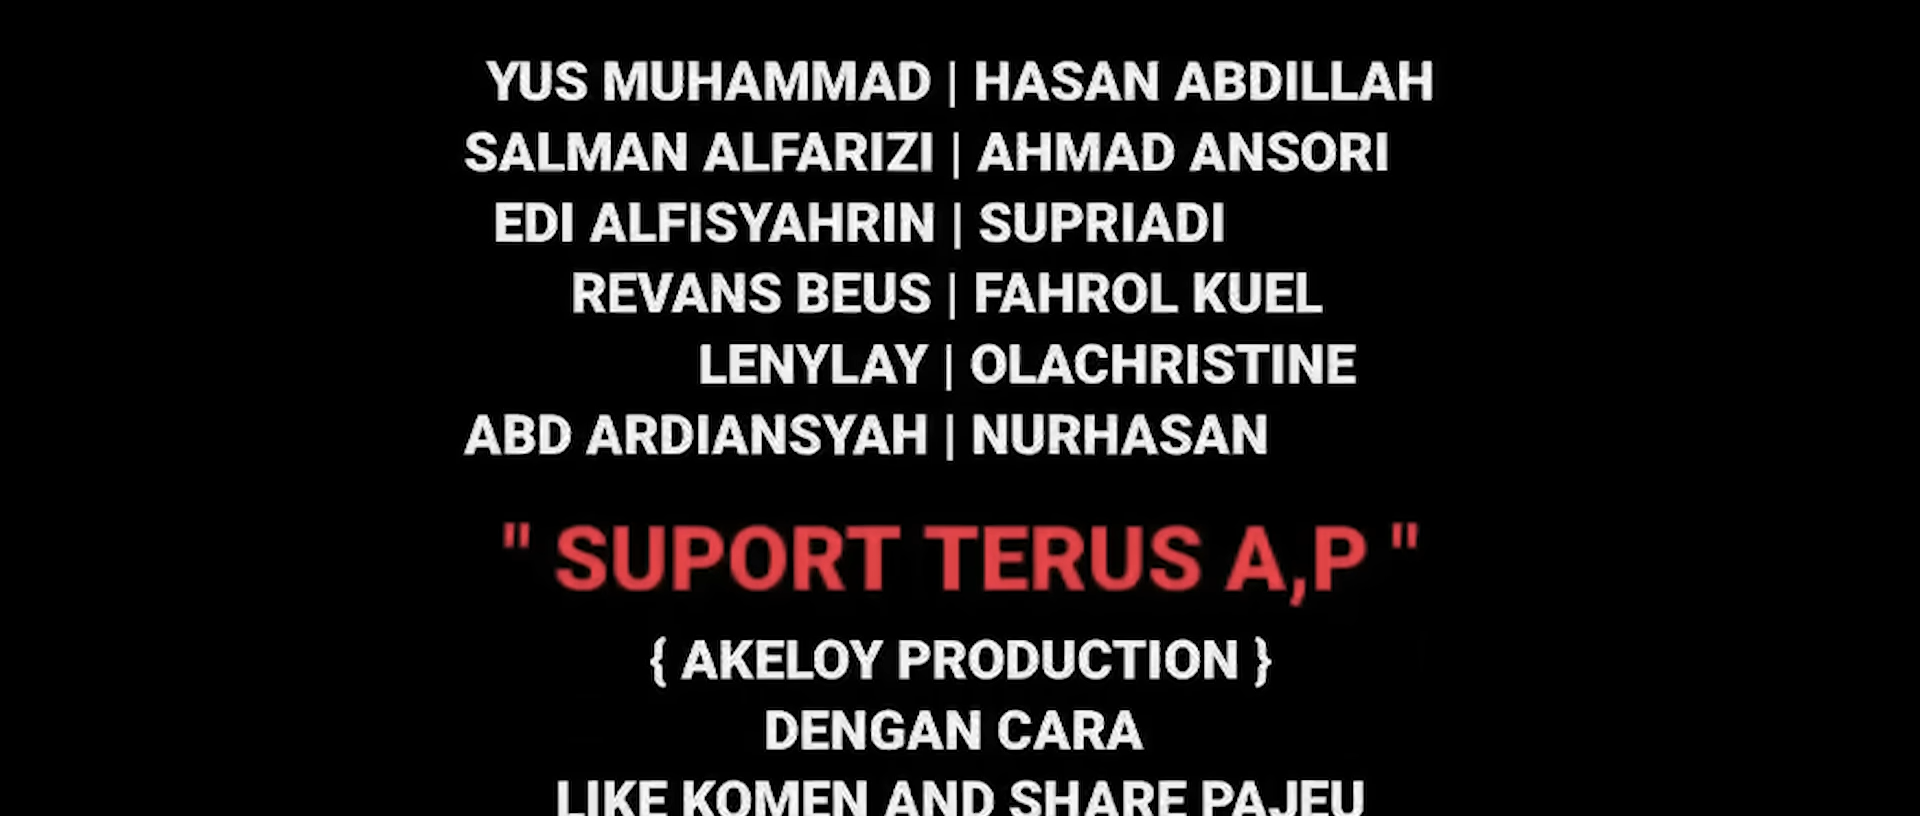 YUS MUHAMMAD | HASAN ABDILLAH
SALMAN ALFARIZI | AHMAD ANSORI
EDI ALFISYAHRIN | SUPRIADI
REVANS BEUS | FAHROL KUEL
LENYLAY | OLACHRISTINE
ABD ARDIANSYAH | NURHASAN
" SUPORT TERUS A,P "
{ AKELOY PRODUCTION }
DENGAN CARA
LIKE KOMEN AND SHARE PAJEU